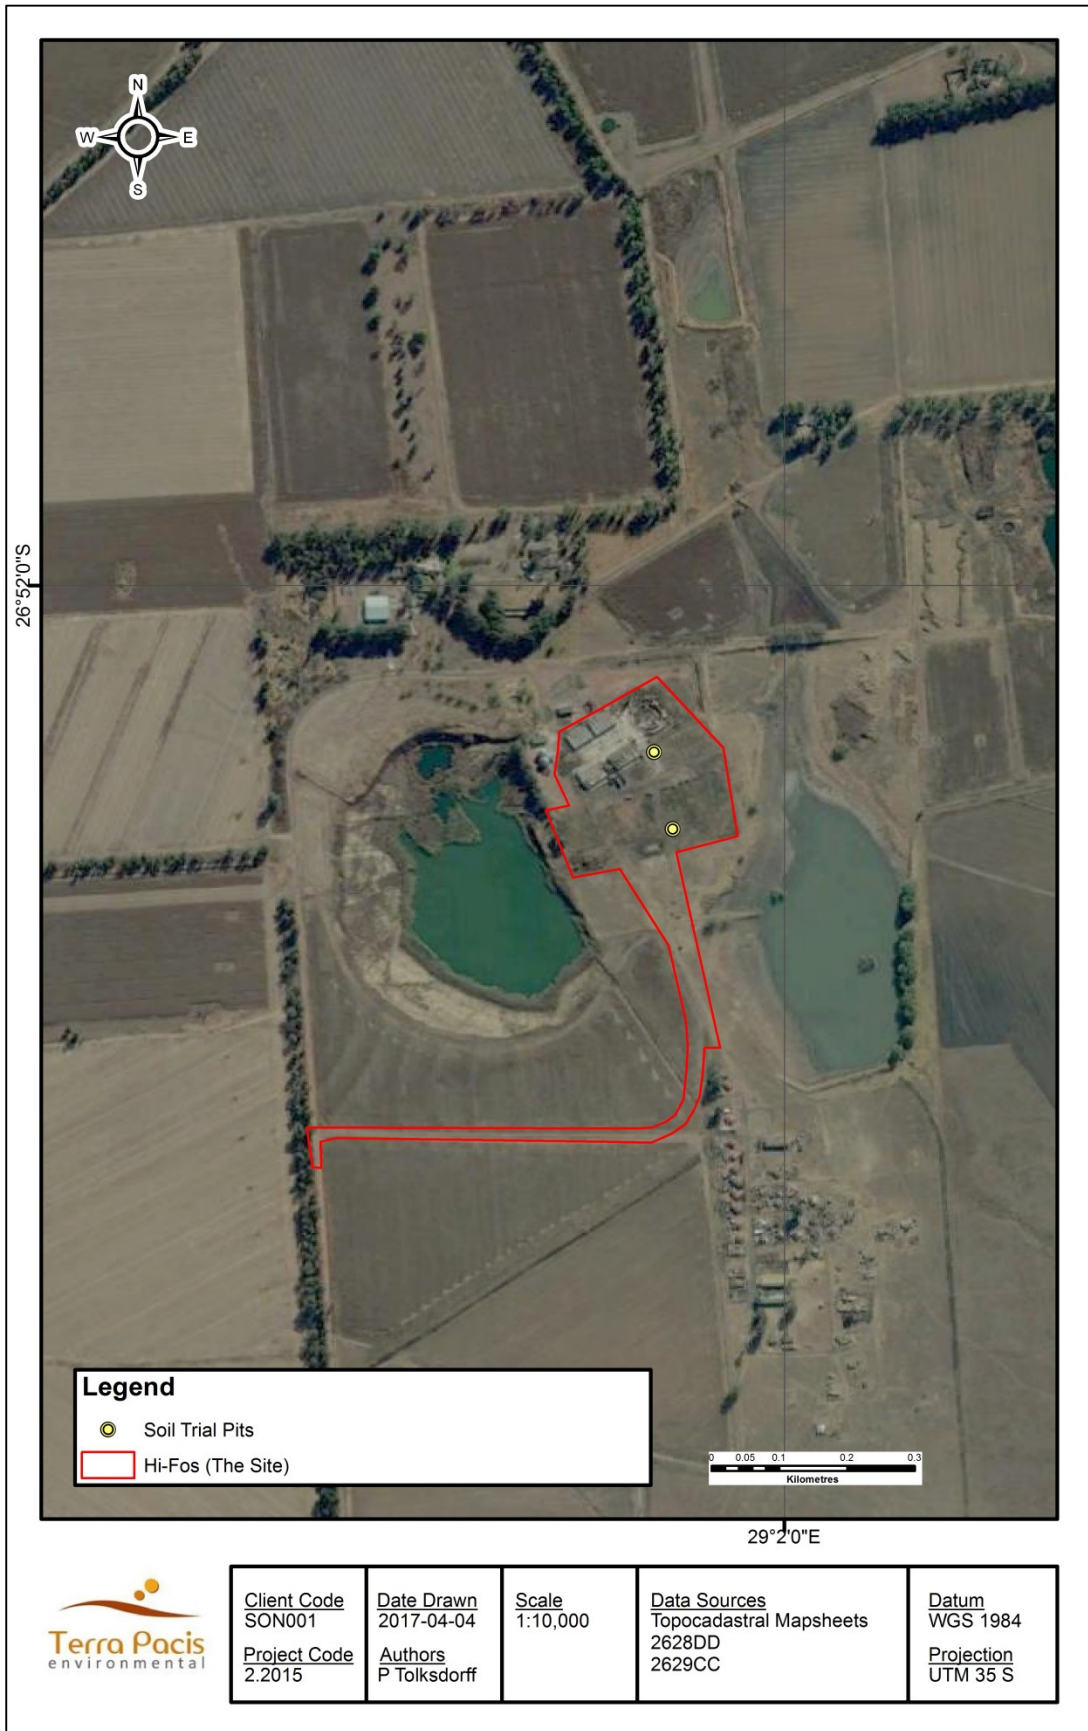 N
W E
S
26°52'0"S
Legend
Soil Trial Pits
Hi-Fos (The Site)
0 0.05 0.1 0.2 0.3
Kilometres
29°2'0"E
Terra Pacis
environmental
Client Code
SON001
Project Code
2.2015
Date Drawn
2017-04-04
Authors
P Tolksdorff
Scale
1:10,000
Data Sources
Topocadastral Mapsheets
2628DD
2629CC
Datum
WGS 1984
Projection
UTM 35 S